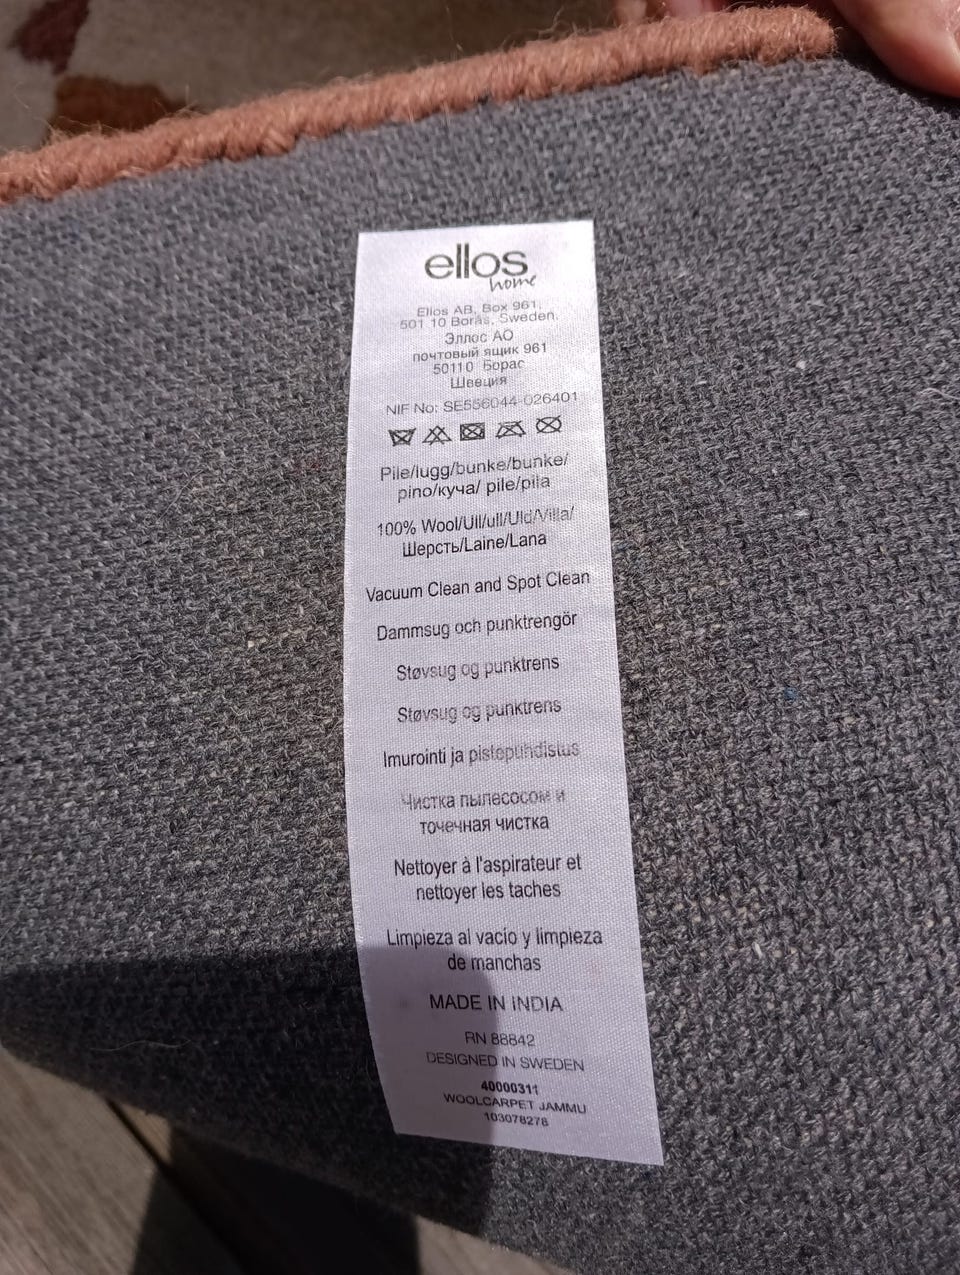 ellos
home
Ellos AB, Box 961,
501 10 Borås, Sweden.
Эллос АО
почтовый ящик 961
50110 Борас
Швеция
NIF No: SE556044-026401
Pile/lugg/bunke/bunke/
pino/куча/ pile/pila
100% Wool/Ull/ull/Uld/Villa/
Шерсть/Laine/Lana
Vacuum Clean and Spot Clean
Dammsug och punktrengör
Støvsug og punktrens
Støvsug og punktrens
Imurointi ja pistepuhdistus
Чистка пылесосом и
точечная чистка
Nettoyer à l'aspirateur et
nettoyer les taches
Limpieza al vacío y limpieza
de manchas
MADE IN INDIA
RN 88842
DESIGNED IN SWEDEN
40000311
WOOLCARPET JAMMU
103078278